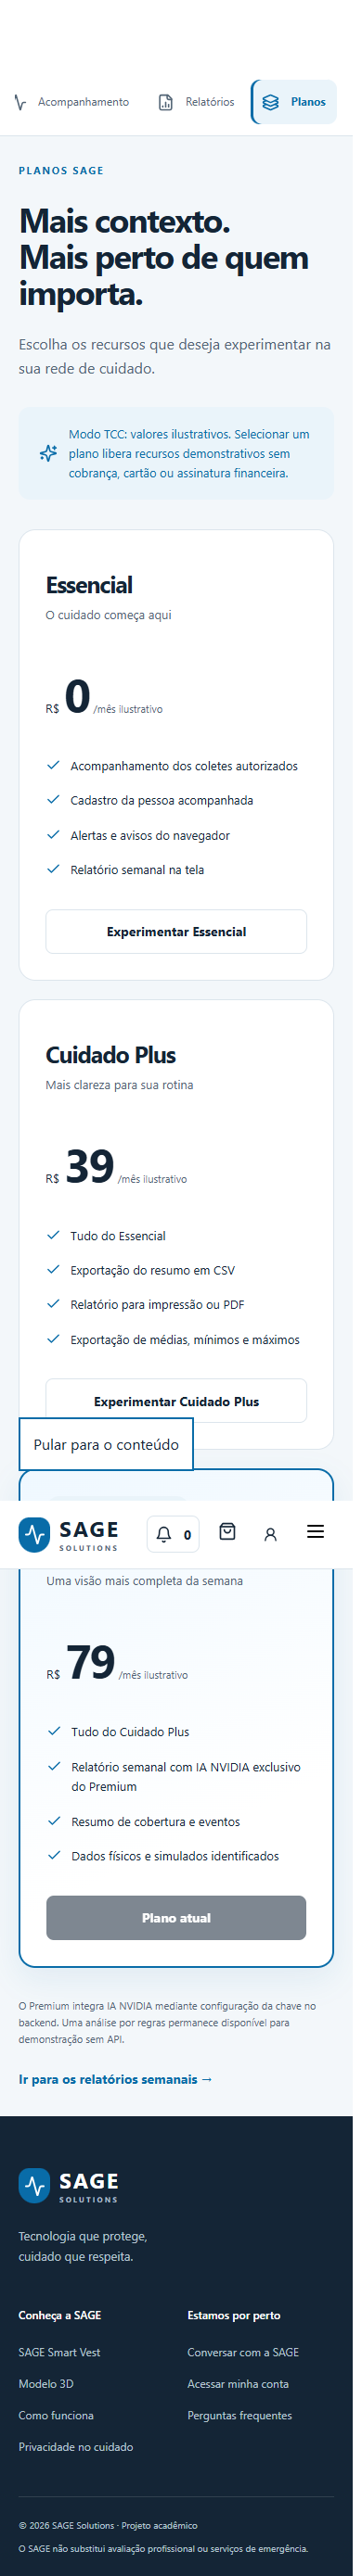 Acompanhamento
Relatórios
Planos
PLANOS SAGE
Mais contexto.
Mais perto de quem
importa.
Escolha os recursos que deseja experimentar na
sua rede de cuidado.
Modo TCC: valores ilustrativos. Selecionar um
plano libera recursos demonstrativos sem
cobrança, cartão ou assinatura financeira.
Essencial
O cuidado começa aqui
R$ 0 /mês ilustrativo
Acompanhamento dos coletes autorizados
Cadastro da pessoa acompanhada
Alertas e avisos do navegador
Relatório semanal na tela
Experimentar Essencial
Cuidado Plus
Mais clareza para sua rotina
R$ 39 /mês ilustrativo
Tudo do Essencial
Exportação do resumo em CSV
Relatório para impressão ou PDF
Exportação de médias, mínimos e máximos
Experimentar Cuidado Plus
Pular para o conteúdo
SAGE
SOLUTIONS
0
Uma visão mais completa da semana
R$ 79 /mês ilustrativo
Tudo do Cuidado Plus
Relatório semanal com IA NVIDIA exclusivo
do Premium
Resumo de cobertura e eventos
Dados físicos e simulados identificados
Plano atual
O Premium integra IA NVIDIA mediante configuração da chave no
backend. Uma análise por regras permanece disponível para
demonstração sem API.
Ir para os relatórios semanais →
SAGE
SOLUTIONS
Tecnologia que protege,
cuidado que respeita.
Conheça a SAGE
SAGE Smart Vest
Modelo 3D
Como funciona
Privacidade no cuidado
Estamos por perto
Conversar com a SAGE
Acessar minha conta
Perguntas frequentes
© 2026 SAGE Solutions · Projeto acadêmico
O SAGE não substitui avaliação profissional ou serviços de emergência.